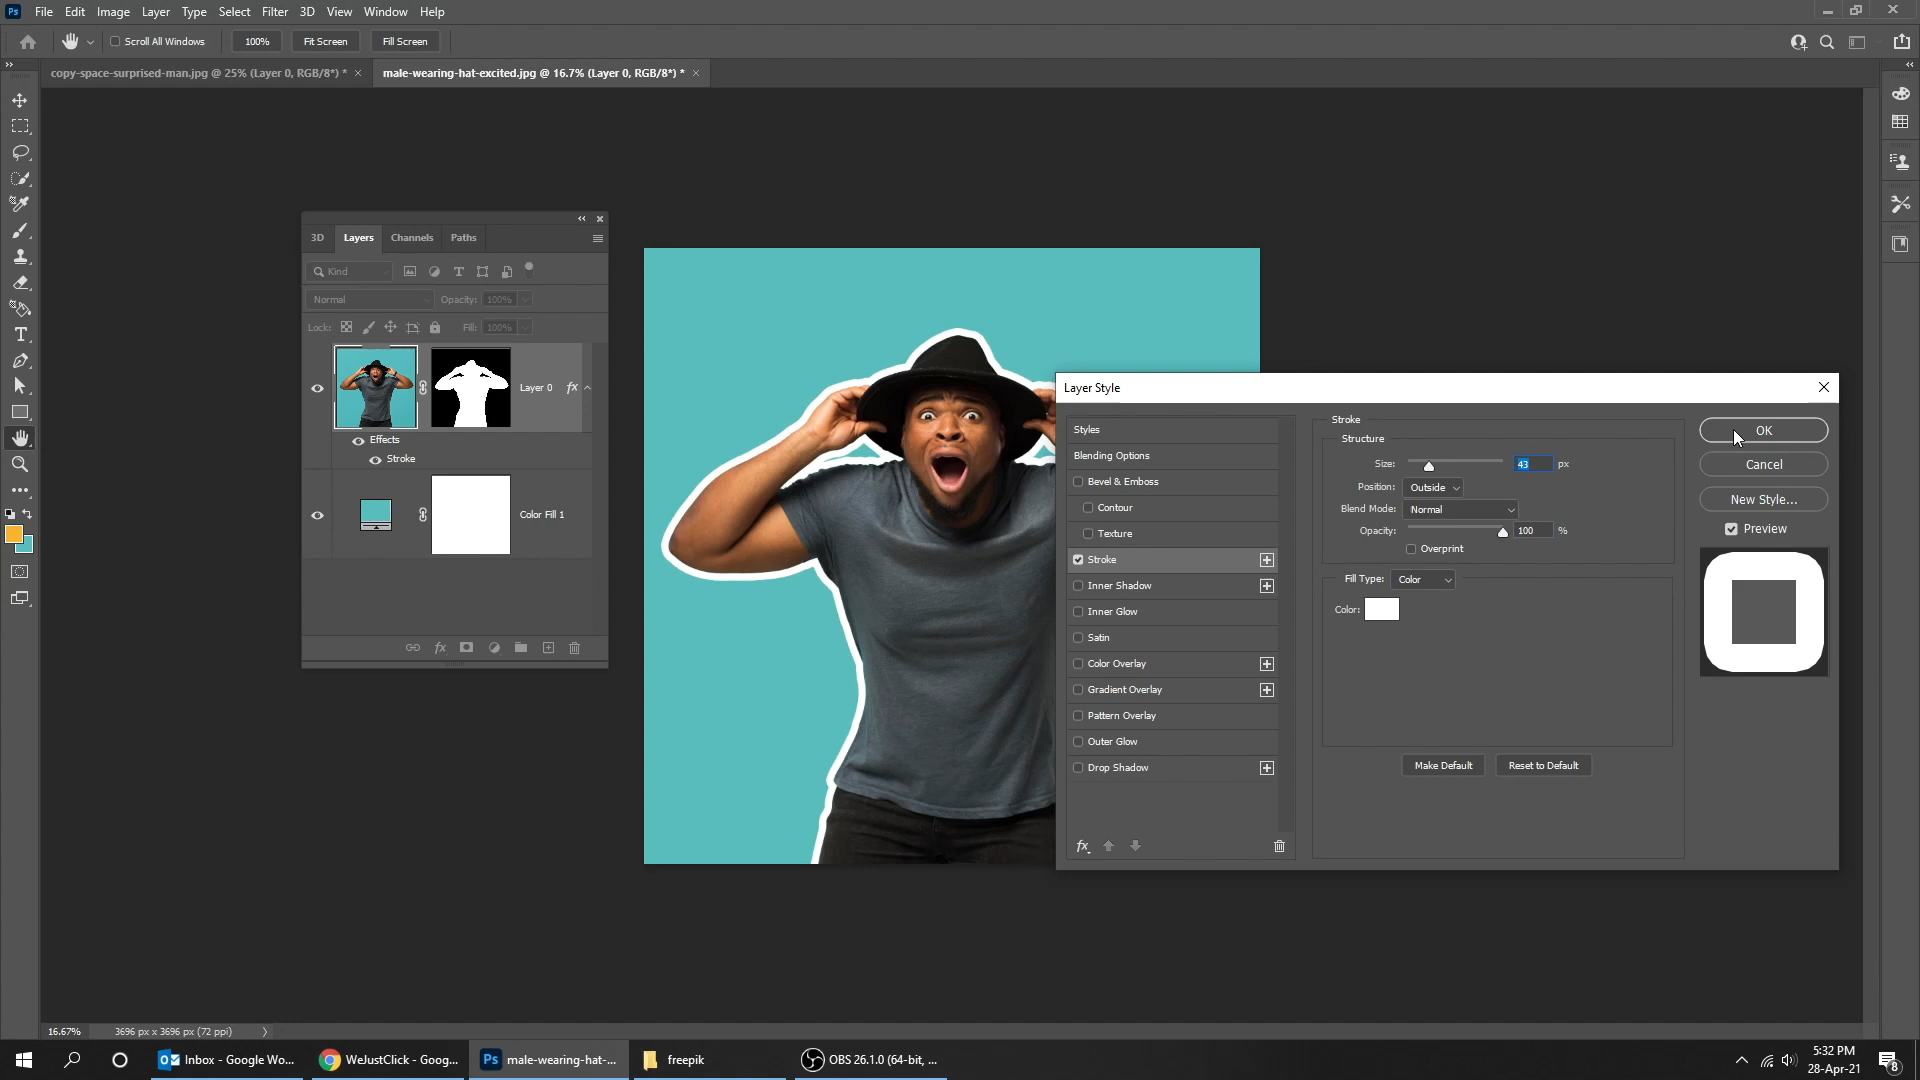 Ps File Edit Image Layer Type Select Filter 3D View Window Help
Scroll All Windows 100% Fit Screen Fill Screen
copy-space-surprised-man.jpg @ 25% (Layer 0, RGB/8*) * × male-wearing-hat-excited.jpg @ 16.7% (Layer 0, RGB/8*) * ×
3D Layers Channels Paths
Kind
Normal Opacity: 100%
Lock: Fill: 100%
Layer 0 fx
Effects
Stroke
Color Fill 1
fx
Layer Style
Styles
Blending Options
Bevel & Emboss
Contour
Texture
Stroke
Inner Shadow
Inner Glow
Satin
Color Overlay
Gradient Overlay
Pattern Overlay
Outer Glow
Drop Shadow
fx
Stroke
Structure
Size: 43 px
Position: Outside
Blend Mode: Normal
Opacity: 100 %
Overprint
Fill Type: Color
Color:
Make Default Reset to Default
OK
Cancel
New Style...
Preview
16.67% 3696 px x 3696 px (72 ppi)
Inbox - Google Wo... WeJustClick - Goog... Ps male-wearing-hat-... freepik OBS 26.1.0 (64-bit, ...
5:32 PM
28-Apr-21
8